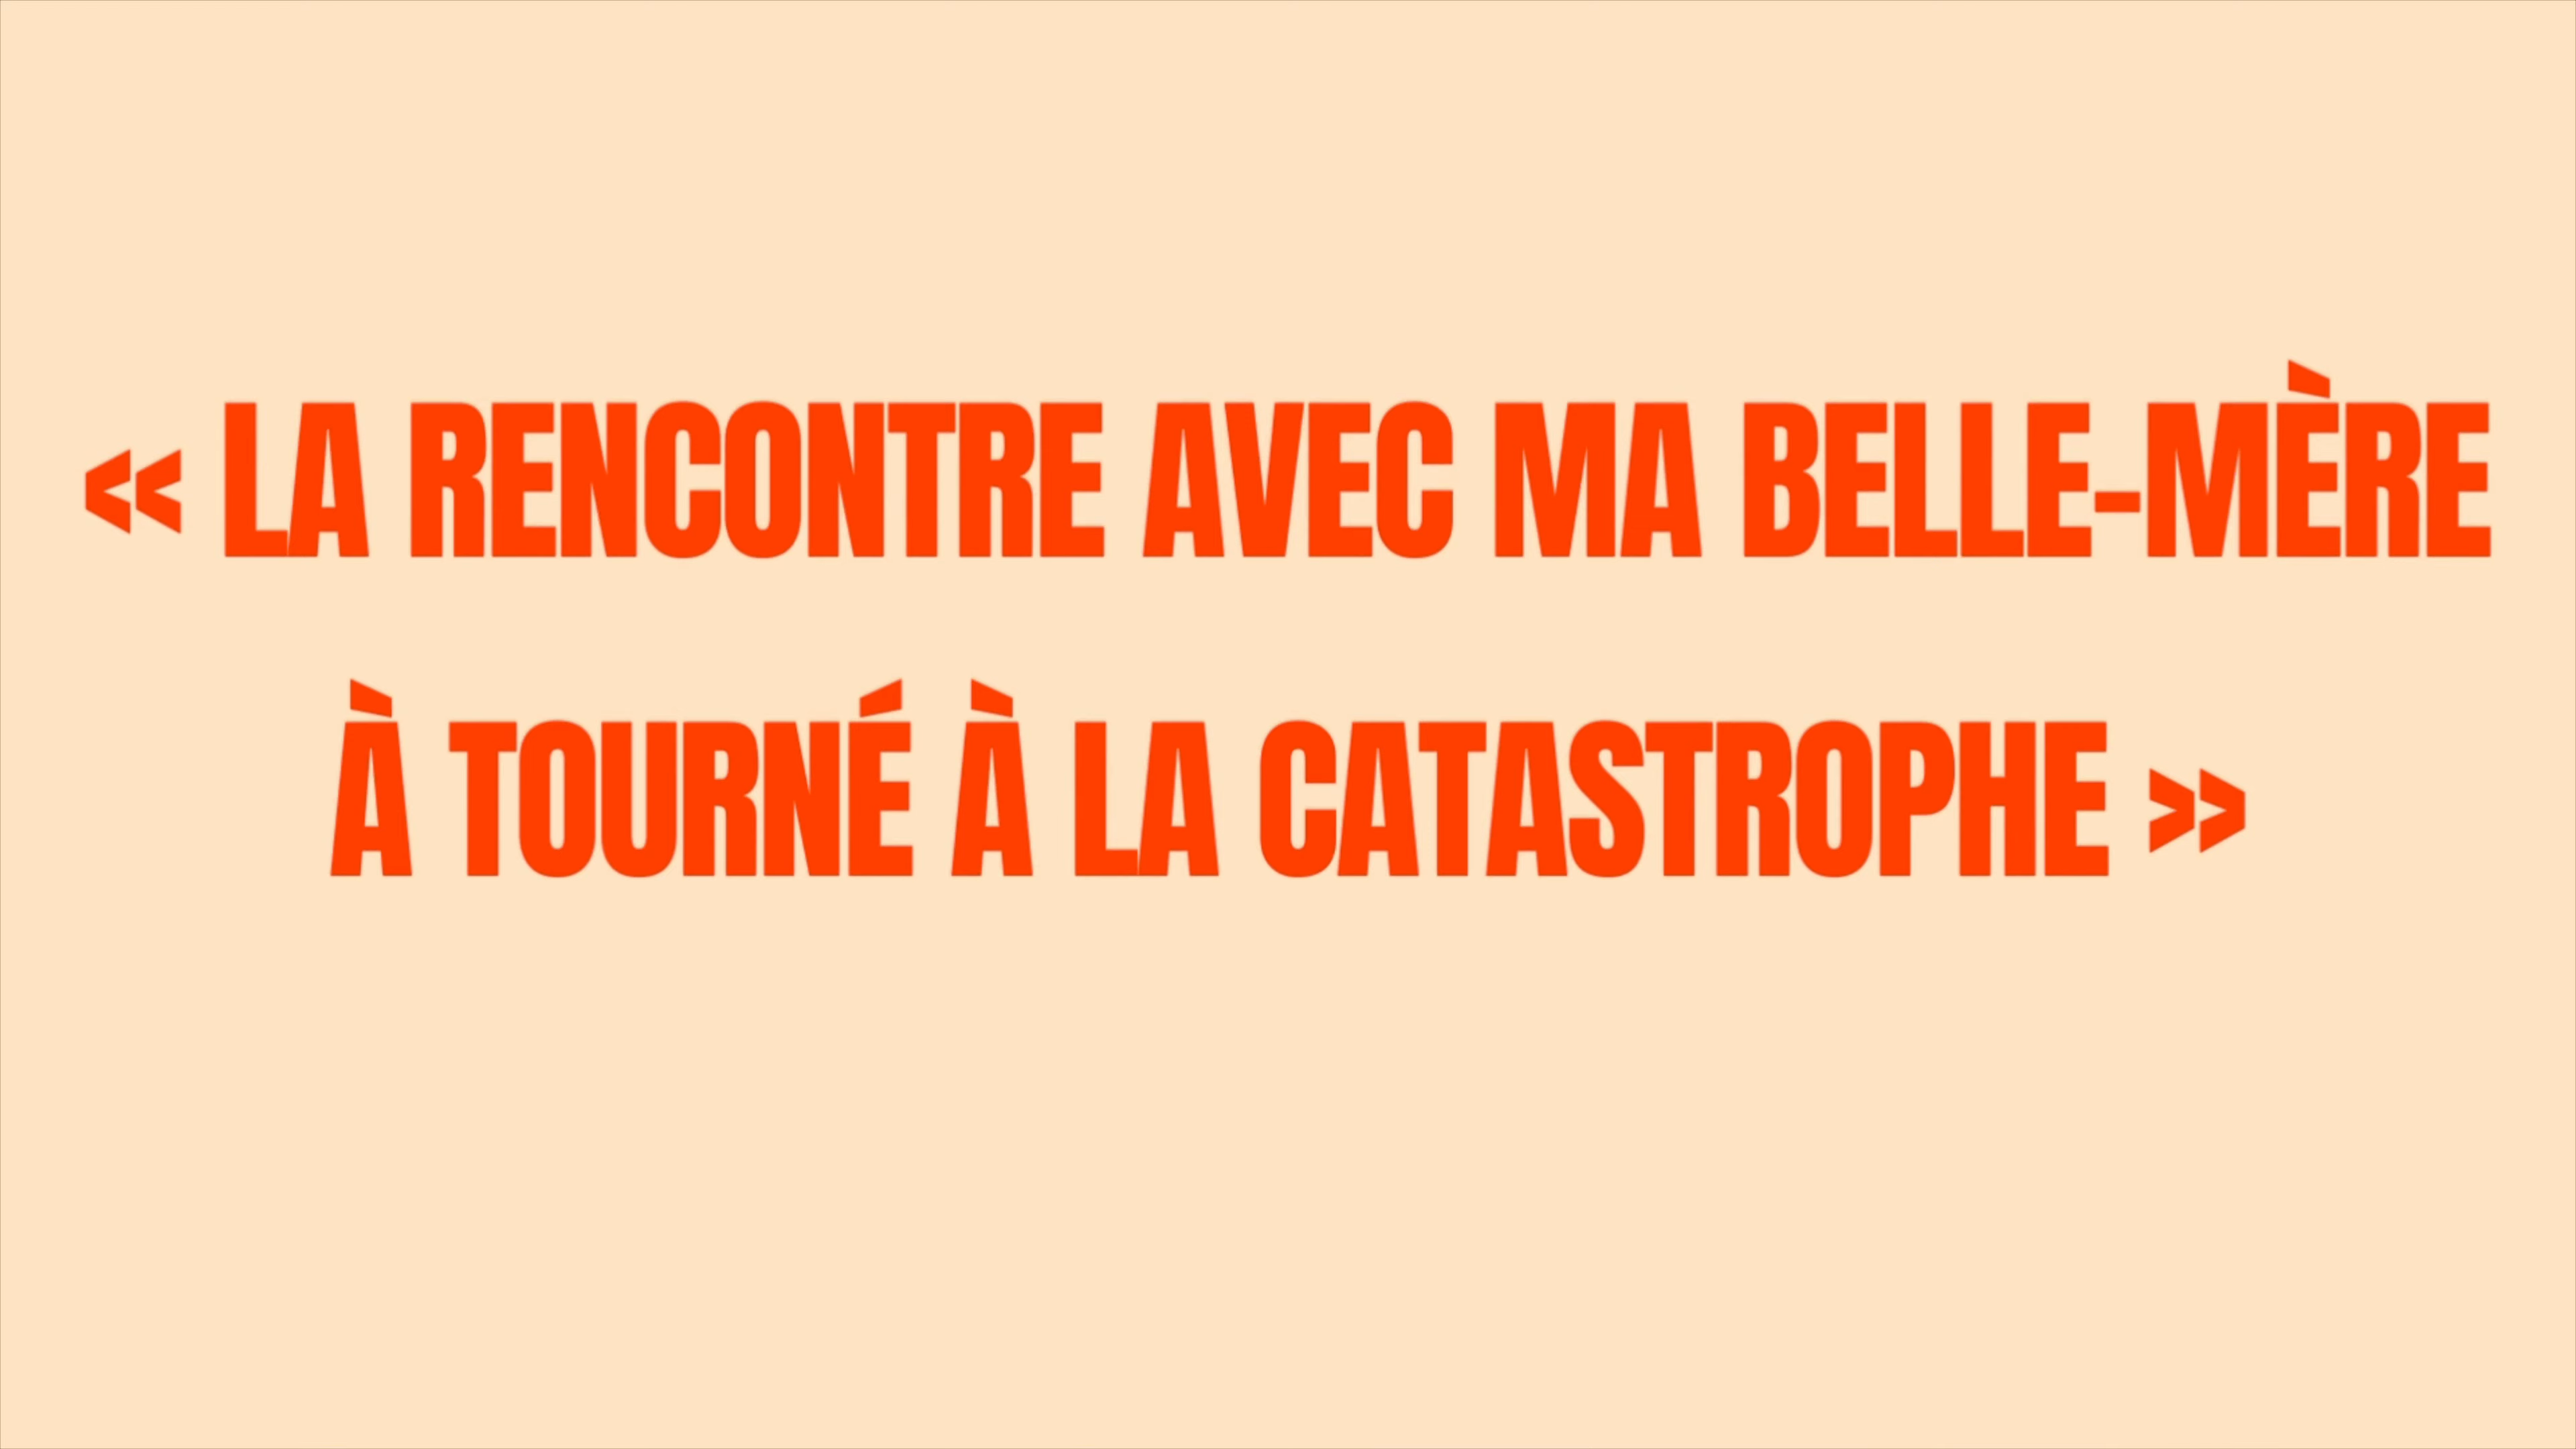 « LA RENCONTRE AVEC MA BELLE-MÈRE
À TOURNÉ À LA CATASTROPHE »